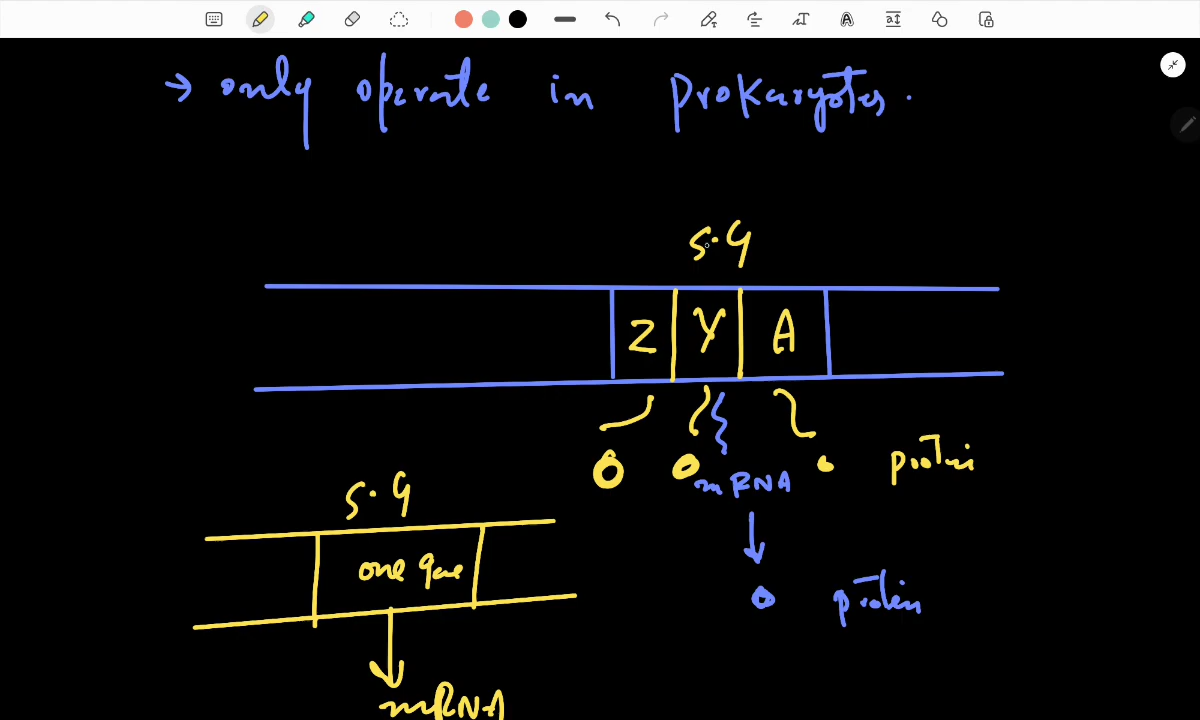 → only operate in Prokaryotes.
S.G
Z Y A
protein
mRNA
protein
S.G
one gene
mRNA